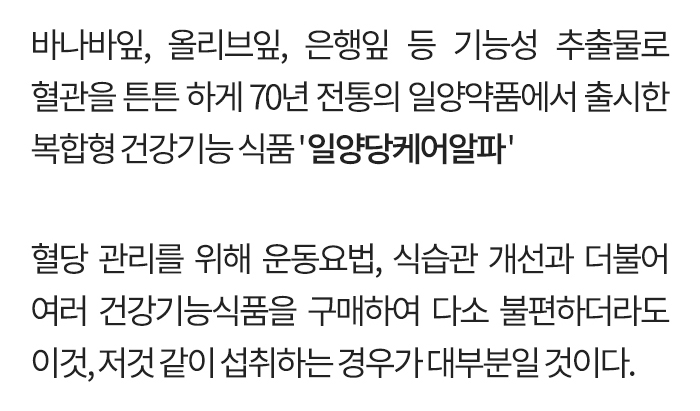 바나바잎, 올리브잎, 은행잎 등 기능성 추출물로
혈관을 튼튼 하게 70년 전통의 일양약품에서 출시한
복합형 건강기능 식품 '일양당케어알파'
혈당 관리를 위해 운동요법, 식습관 개선과 더불어
여러 건강기능식품을 구매하여 다소 불편하더라도
이것, 저것 같이 섭취하는 경우가 대부분일 것이다.